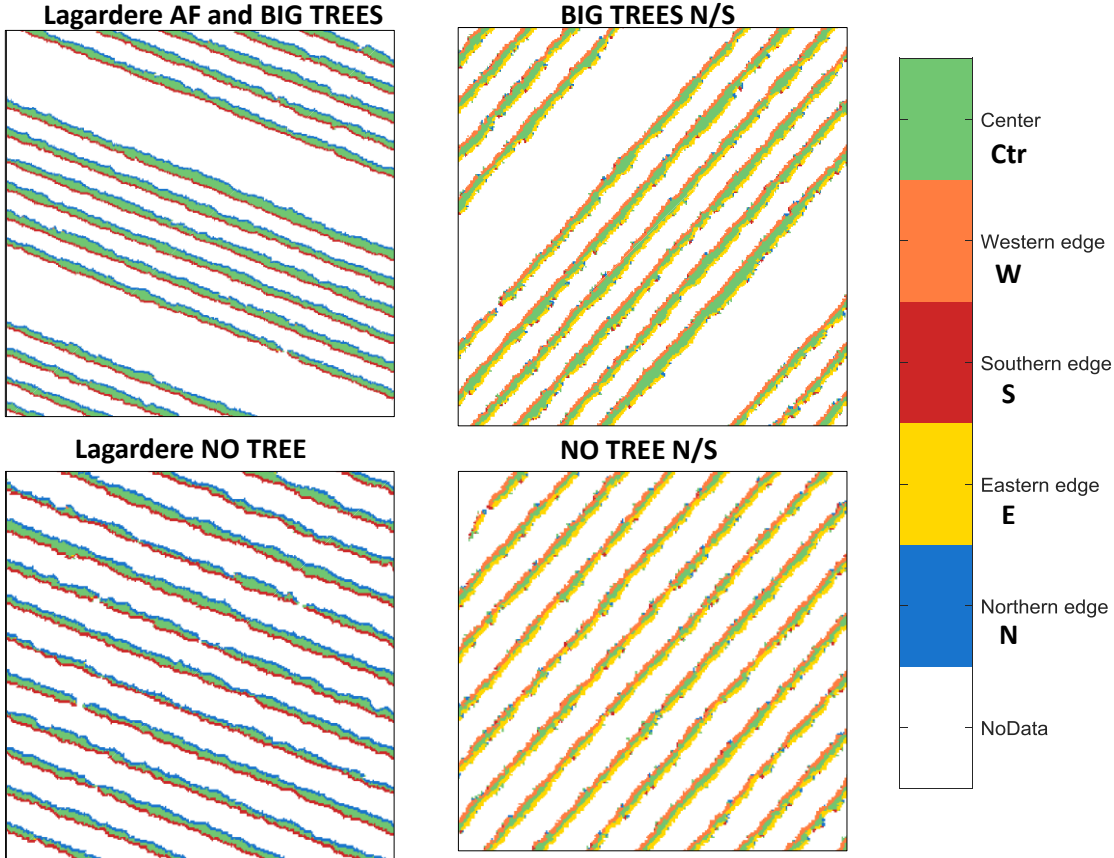 Lagardere AF and BIG TREES
BIG TREES N/S
Center
Ctr
Western edge
W
Southern edge
S
Eastern edge
E
Northern edge
N
NoData
Lagardere NO TREE
NO TREE N/S